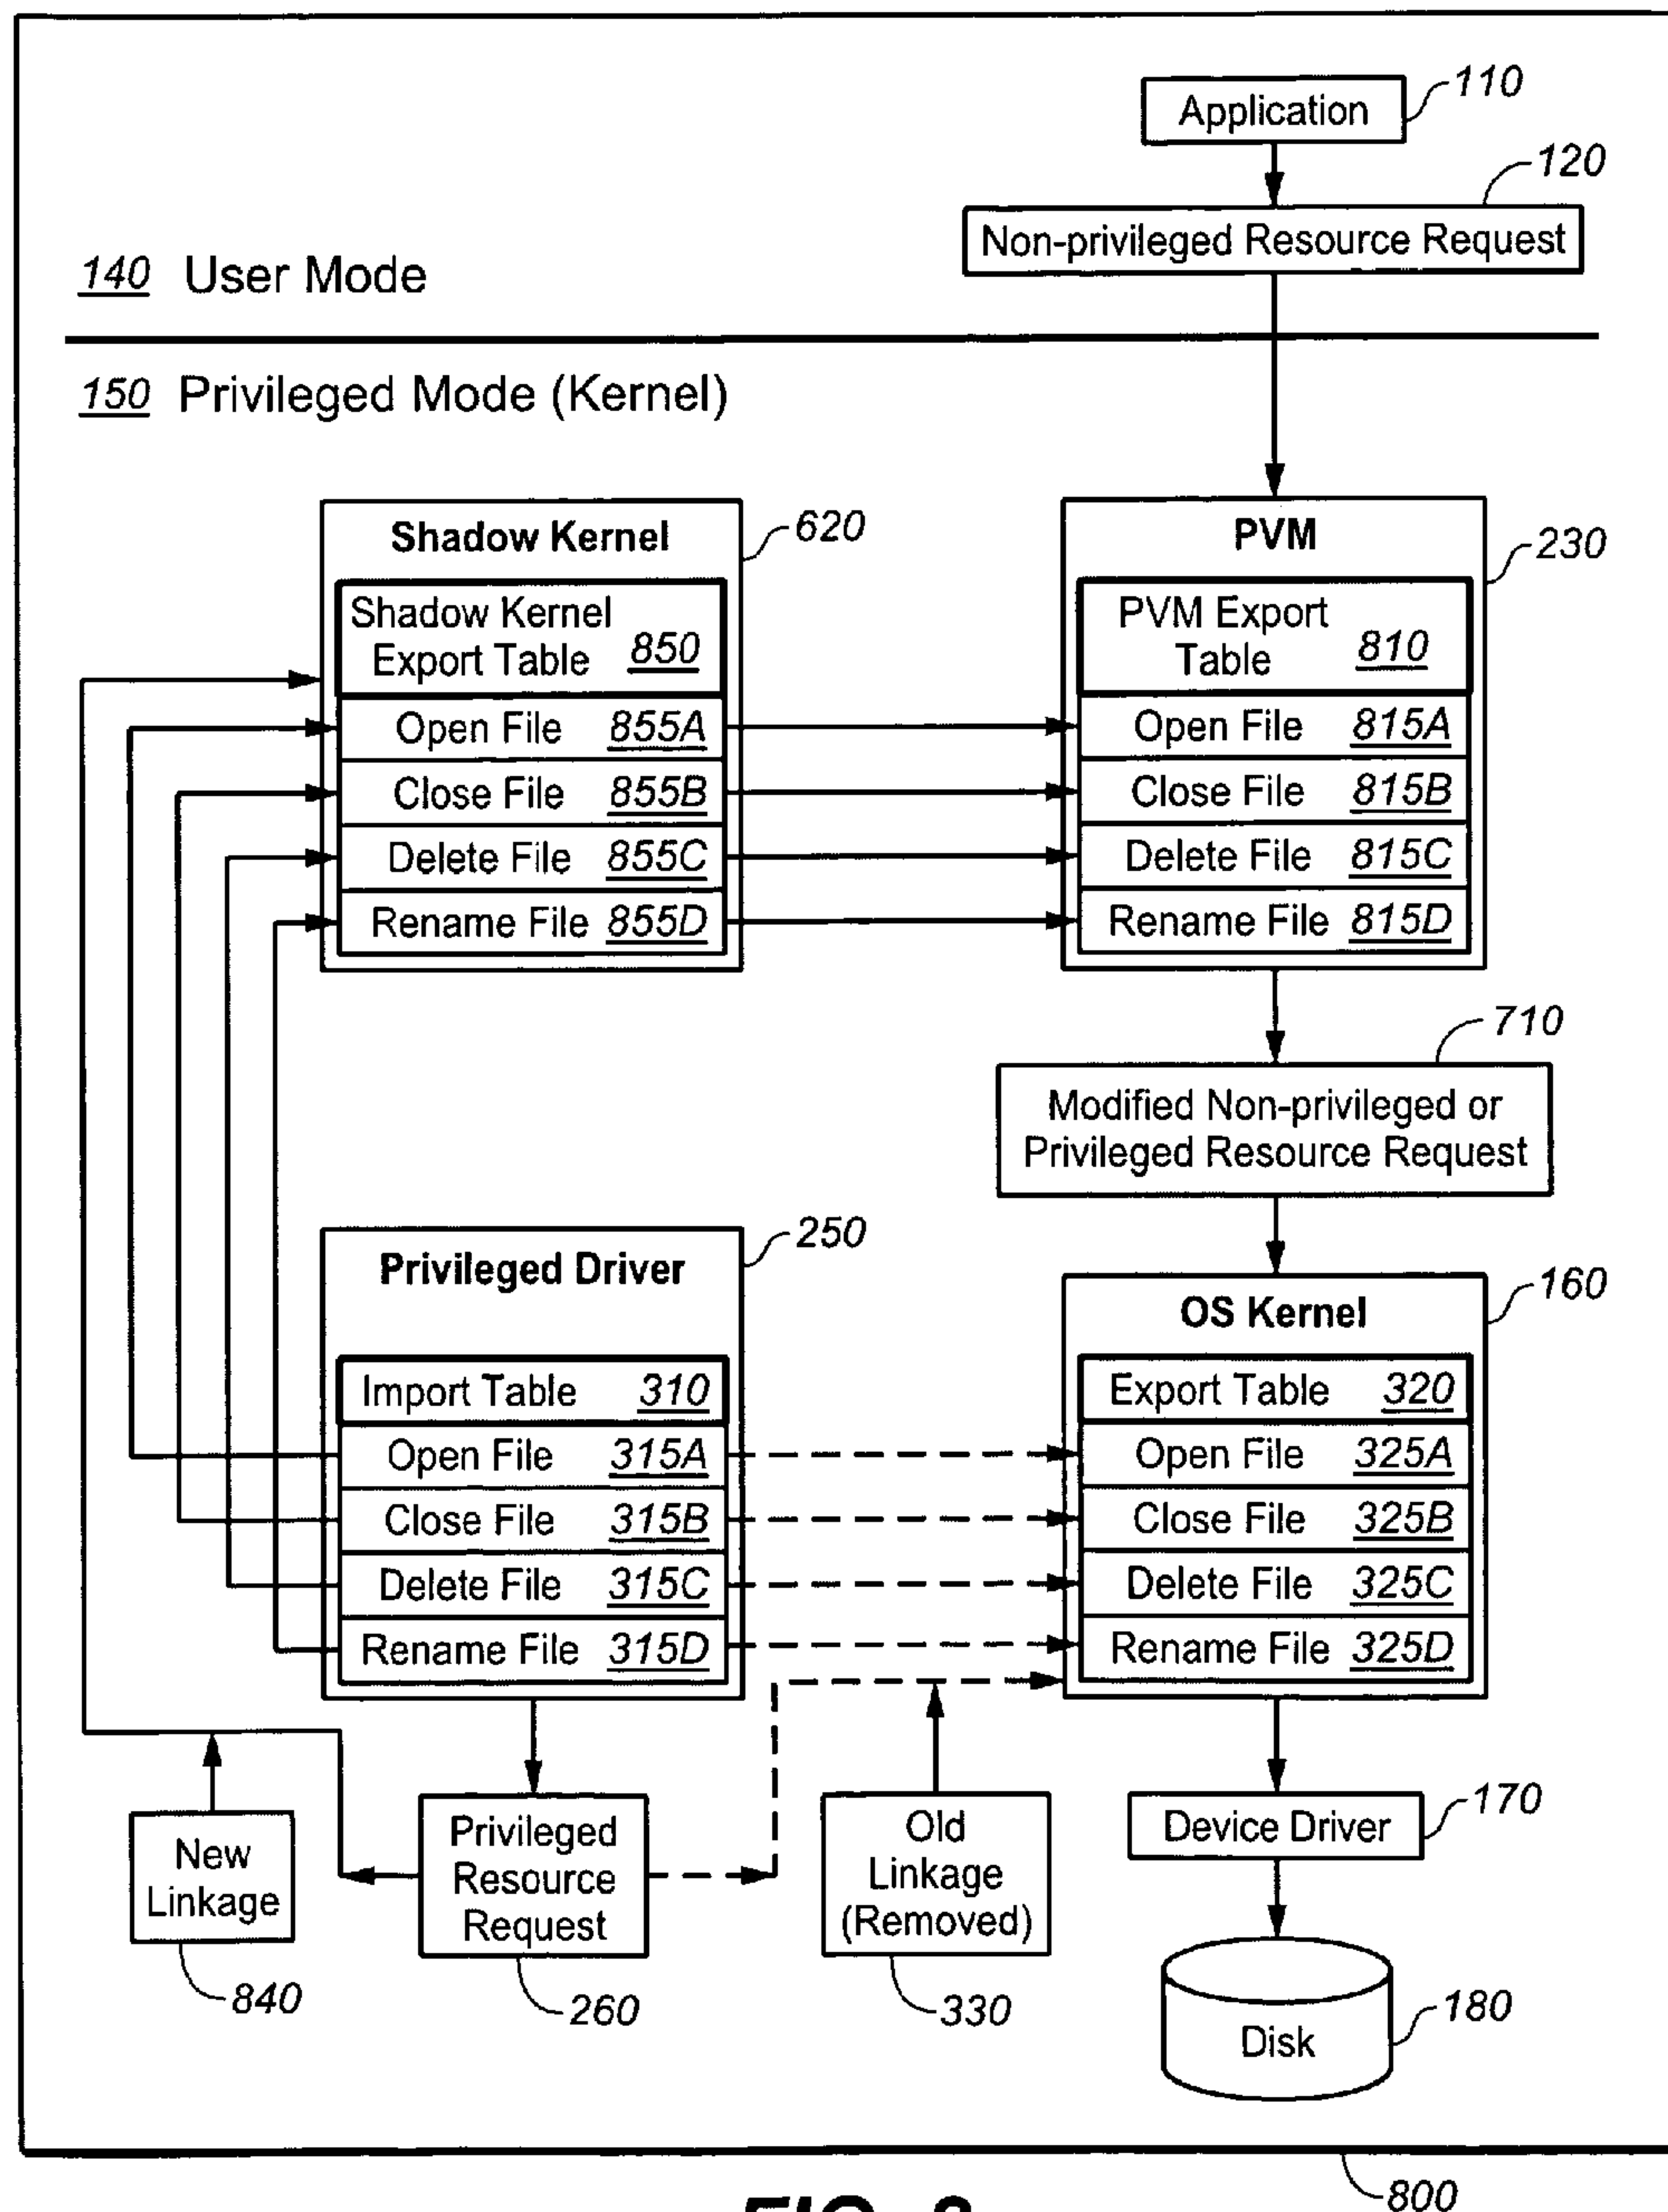 110
Application
120
Non-privileged Resource Request
140 User Mode
150 Privileged Mode (Kernel)
Shadow Kernel
620
Shadow Kernel
Export Table 850
Open File 855A
Close File 855B
Delete File 855C
Rename File 855D
PVM
230
PVM Export
Table 810
Open File 815A
Close File 815B
Delete File 815C
Rename File 815D
710
Modified Non-privileged or
Privileged Resource Request
250
Privileged Driver
Import Table 310
Open File 315A
Close File 315B
Delete File 315C
Rename File 315D
160
OS Kernel
Export Table 320
Open File 325A
Close File 325B
Delete File 325C
Rename File 325D
New
Linkage
840
Privileged
Resource
Request
260
Old
Linkage
(Removed)
330
Device Driver
170
Disk
180
800